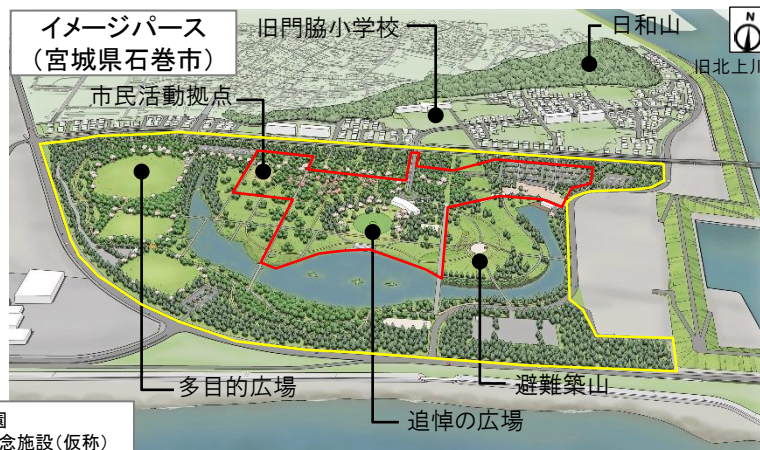 イメージパース
（宮城県石巻市）
旧門脇小学校
日和山
N
旧北上川
市民活動拠点
多目的広場
避難築山
追悼の広場
園
念施設（仮称）